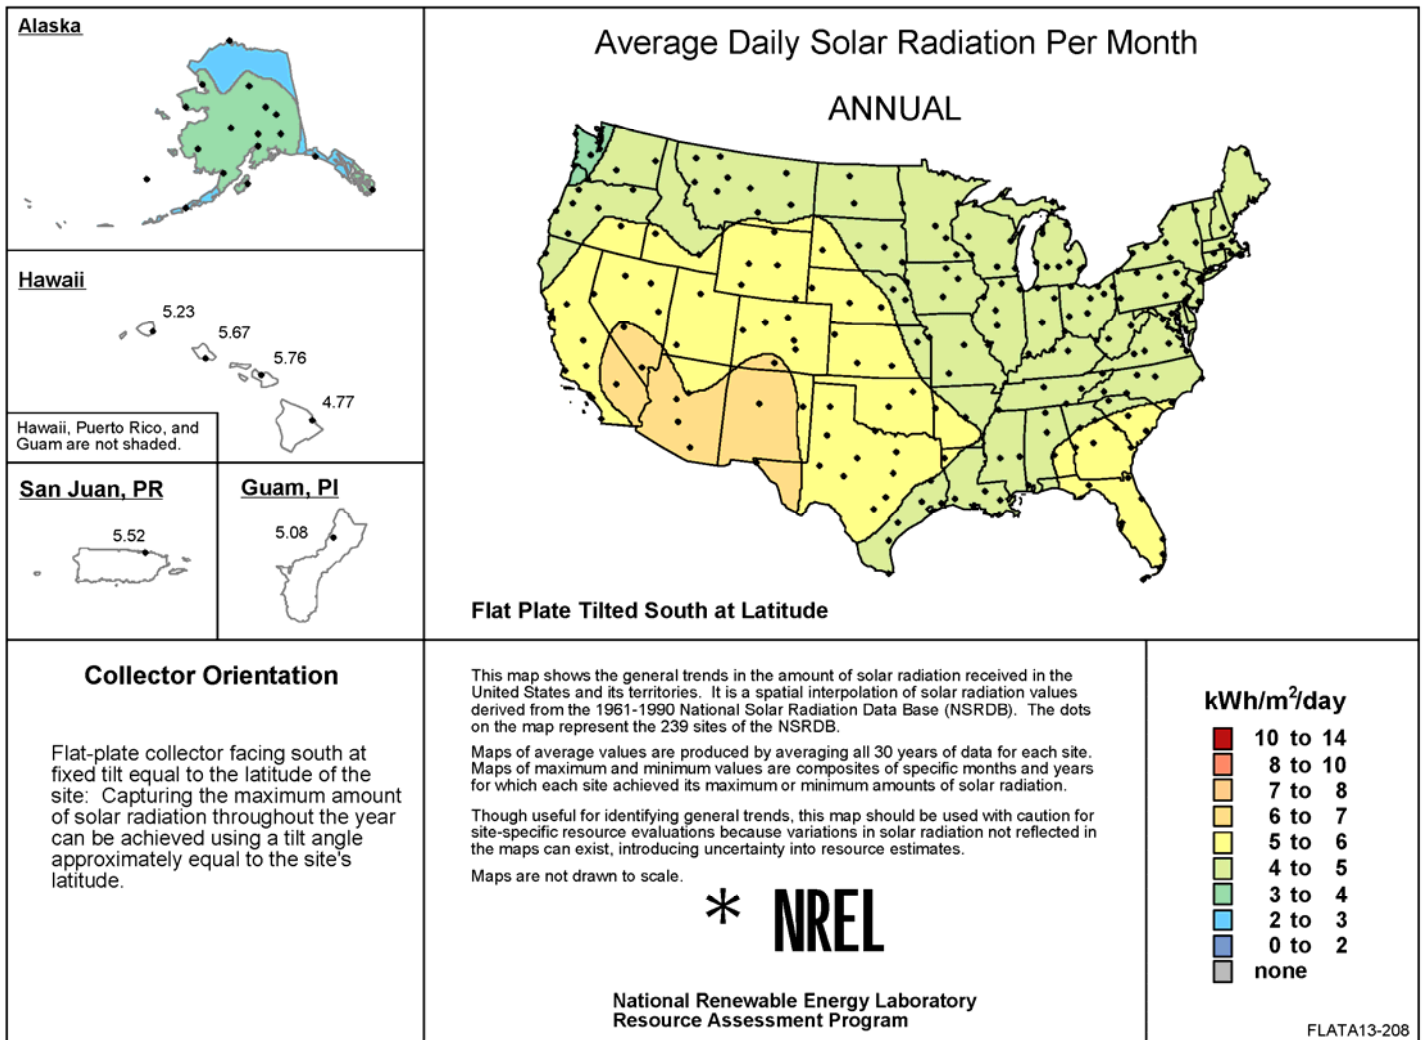 Alaska
Average Daily Solar Radiation Per Month
ANNUAL
Hawaii
5.23
5.67
5.76
4.77
Hawaii, Puerto Rico, and
Guam are not shaded.
San Juan, PR
5.52
Guam, PI
5.08
Flat Plate Tilted South at Latitude
Collector Orientation
Flat-plate collector facing south at
fixed tilt equal to the latitude of the
site: Capturing the maximum amount
of solar radiation throughout the year
can be achieved using a tilt angle
approximately equal to the site's
latitude.
This map shows the general trends in the amount of solar radiation received in the
United States and its territories. It is a spatial interpolation of solar radiation values
derived from the 1961-1990 National Solar Radiation Data Base (NSRDB). The dots
on the map represent the 239 sites of the NSRDB.
Maps of average values are produced by averaging all 30 years of data for each site.
Maps of maximum and minimum values are composites of specific months and years
for which each site achieved its maximum or minimum amounts of solar radiation.
Though useful for identifying general trends, this map should be used with caution for
site-specific resource evaluations because variations in solar radiation not reflected in
the maps can exist, introducing uncertainty into resource estimates.
Maps are not drawn to scale.
* NREL
National Renewable Energy Laboratory
Resource Assessment Program
kWh/m²/day
10 to 14
8 to 10
7 to 8
6 to 7
5 to 6
4 to 5
3 to 4
2 to 3
0 to 2
none
FLATA13-208